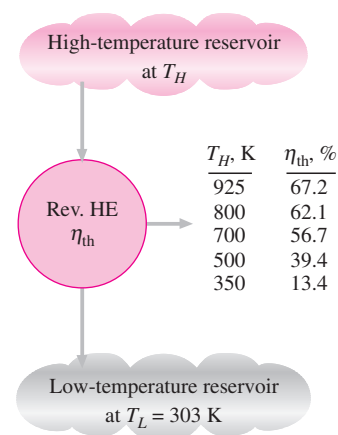 High-temperature reservoir
at T_H
Rev. HE
η_th
T_H, K    η_th, %
925    67.2
800    62.1
700    56.7
500    39.4
350    13.4
Low-temperature reservoir
at T_L = 303 K